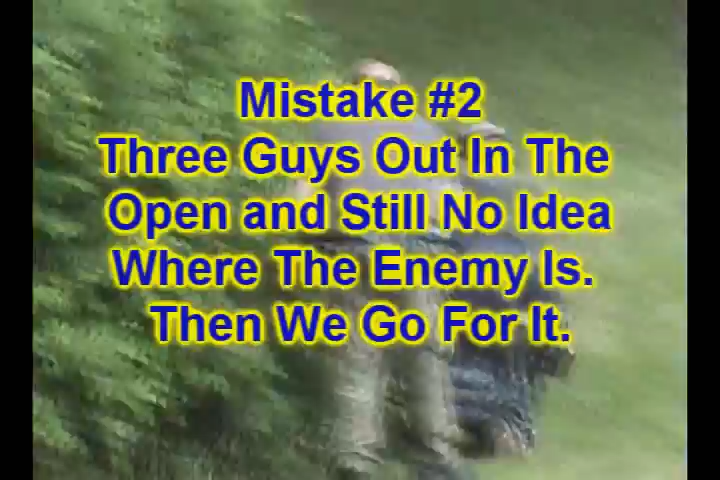 Mistake #2
Three Guys Out In The
Open and Still No Idea
Where The Enemy Is.
Then We Go For It.